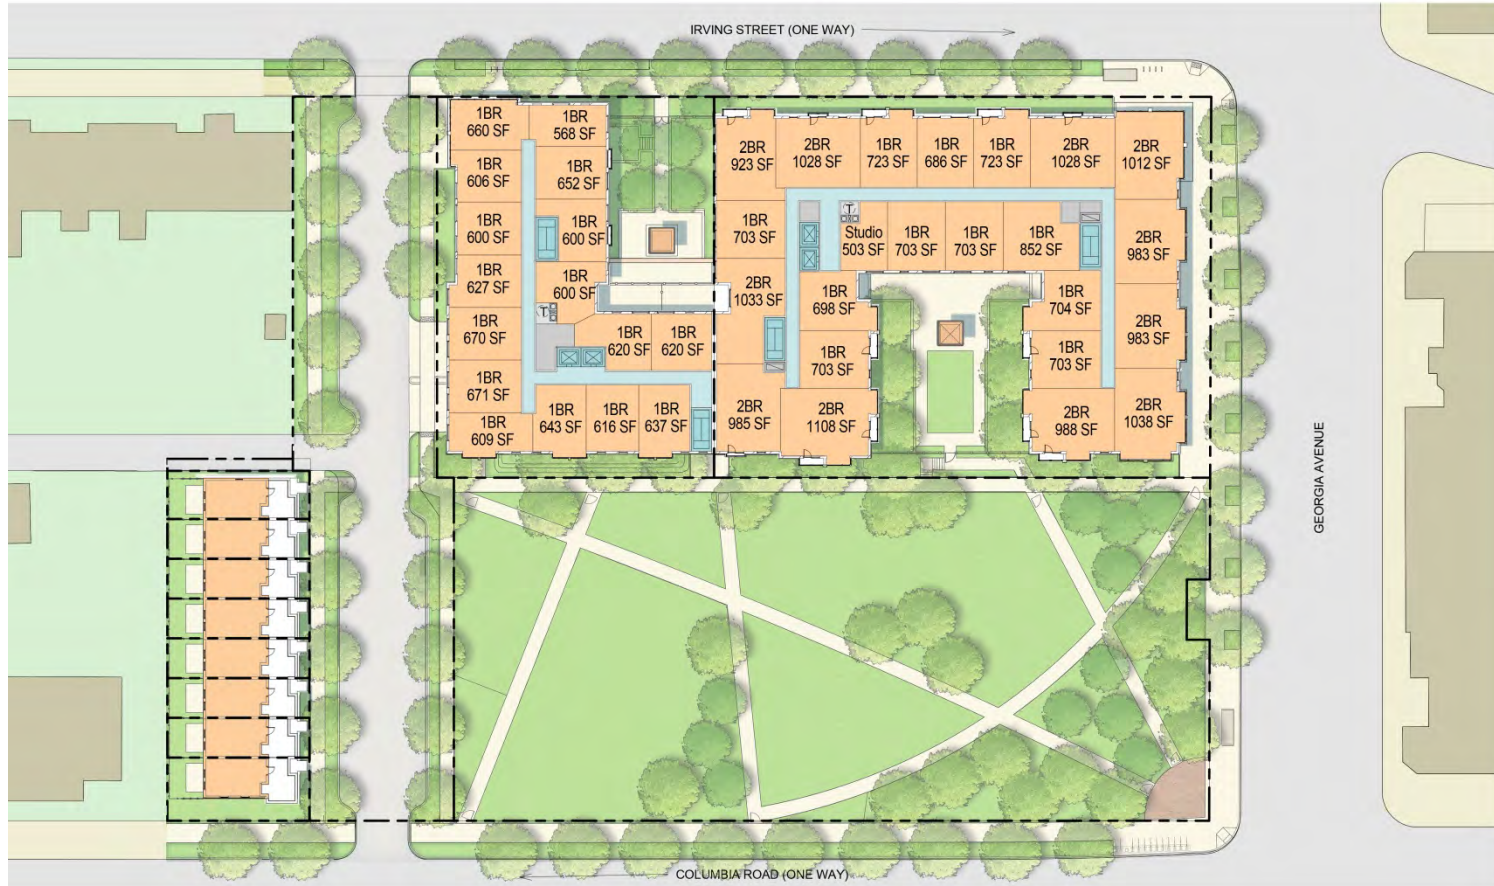 IRVING STREET (ONE WAY)
1BR
660 SF
1BR
568 SF
1BR
606 SF
1BR
652 SF
1BR
600 SF
1BR
600 SF
1BR
627 SF
1BR
600 SF
1BR
670 SF
T
1BR
620 SF
1BR
620 SF
1BR
671 SF
1BR
609 SF
1BR
643 SF
1BR
616 SF
1BR
637 SF
2BR
923 SF
2BR
1028 SF
1BR
723 SF
1BR
686 SF
1BR
723 SF
2BR
1028 SF
2BR
1012 SF
1BR
703 SF
T
Studio
503 SF
1BR
703 SF
1BR
703 SF
1BR
852 SF
2BR
983 SF
2BR
1033 SF
1BR
698 SF
1BR
704 SF
2BR
983 SF
1BR
703 SF
1BR
703 SF
2BR
985 SF
2BR
1108 SF
2BR
988 SF
2BR
1038 SF
GEORGIA AVENUE
COLUMBIA ROAD (ONE WAY)